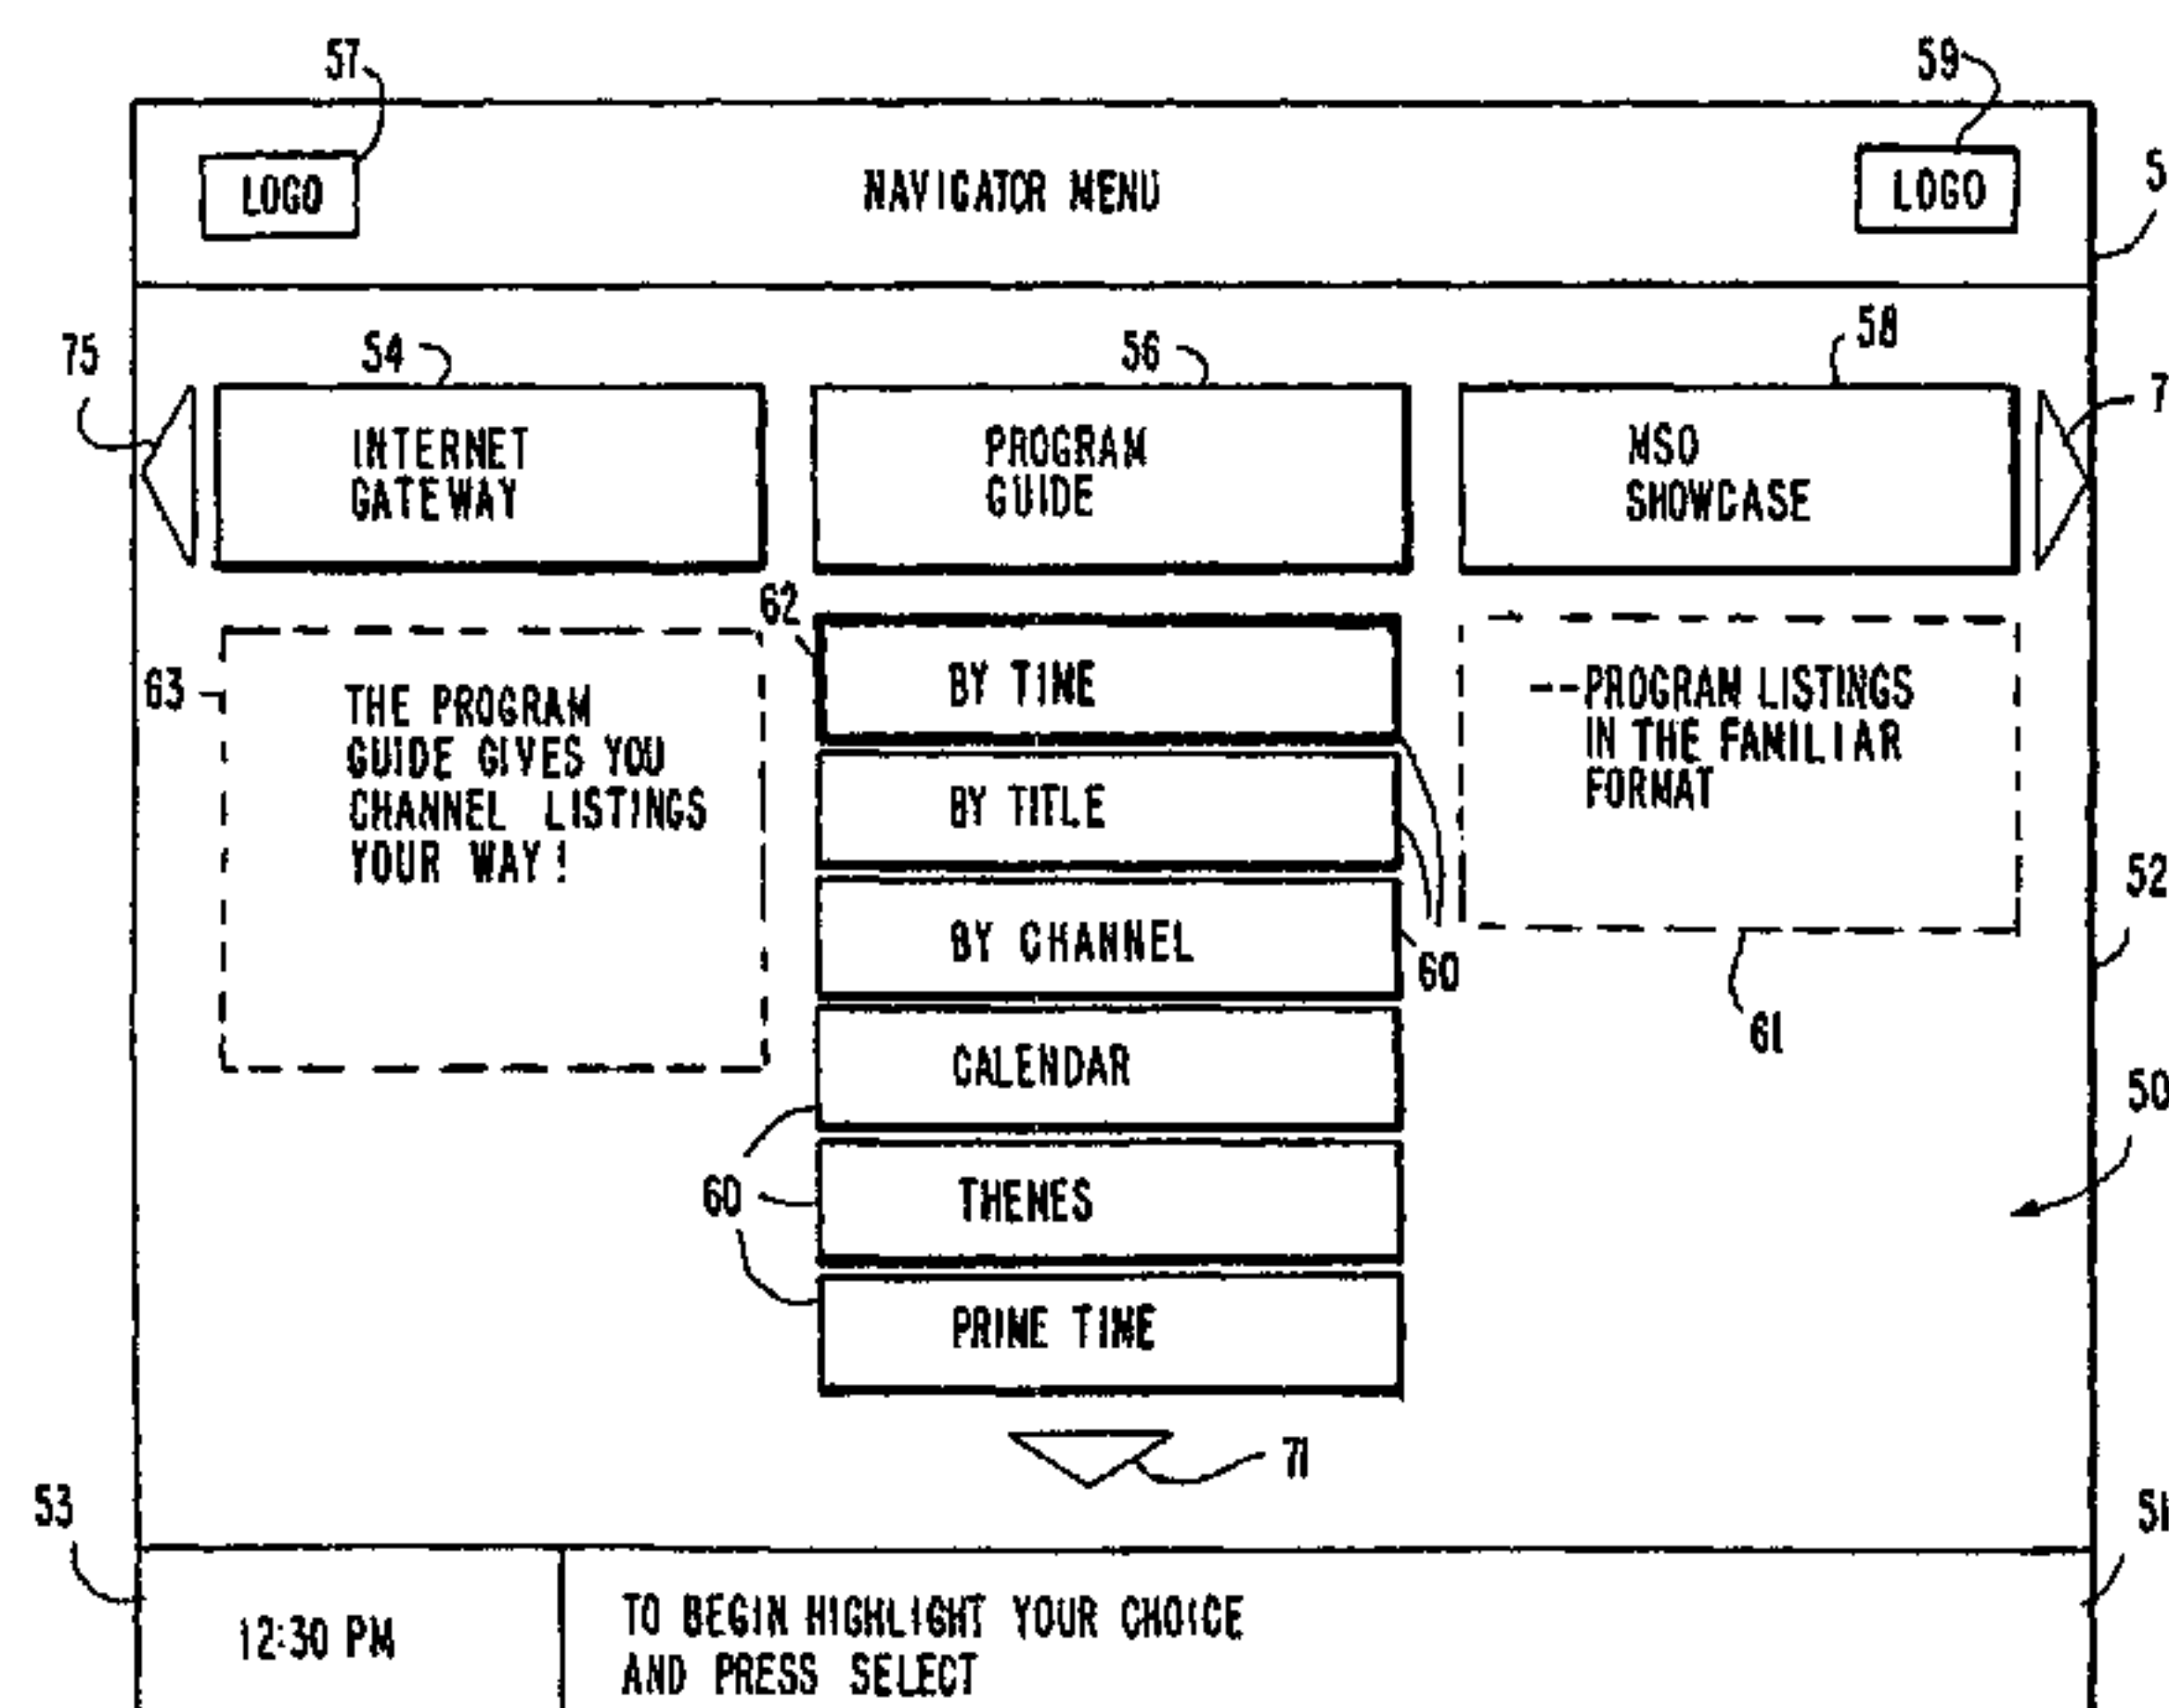 57
59
LOGO
NAVIGATOR MENU
LOGO
75
54
56
58
INTERNET
GATEWAY
PROGRAM
GUIDE
MSO
SHOWCASE
62
63
THE PROGRAM
GUIDE GIVES YOU
CHANNEL LISTINGS
YOUR WAY!
BY TIME
BY TITLE
BY CHANNEL
CALENDAR
THEMES
PRIME TIME
60
60
--PROGRAM LISTINGS
IN THE FAMILIAR
FORMAT
61
52
50
71
53
51
12:30 PM
TO BEGIN HIGHLIGHT YOUR CHOICE
AND PRESS SELECT